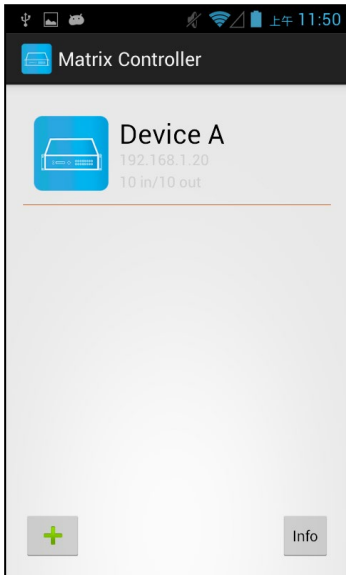 上午 11:50
Matrix Controller
Device A
192.168.1.20
10 in/10 out
Info